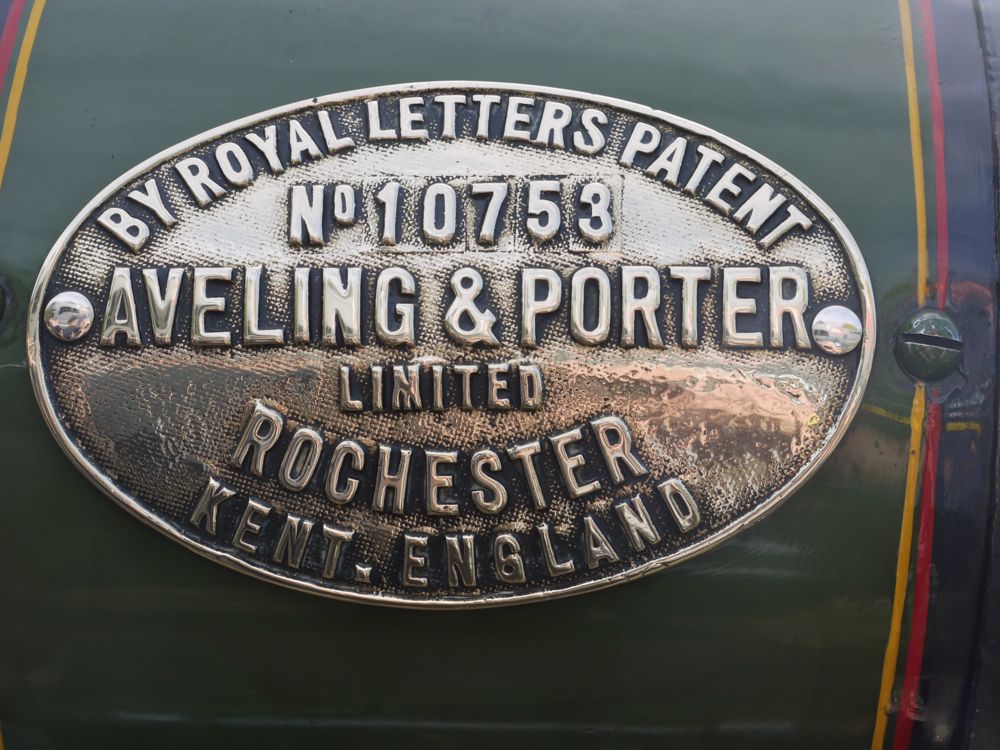 BY ROYAL LETTERS PATENT
Nº 10753
AVELING & PORTER
LIMITED
ROCHESTER
KENT. ENGLAND